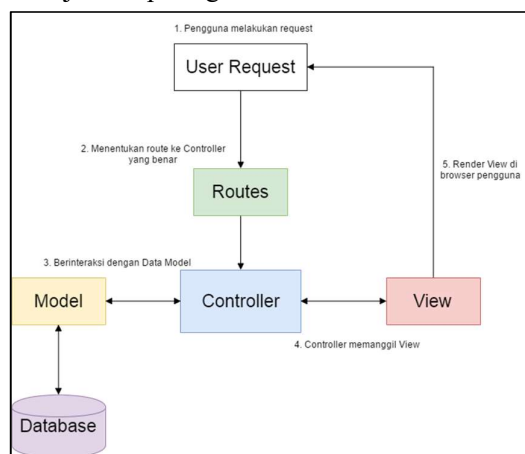 1. Pengguna melakukan request
User Request
2. Menentukan route ke Controller
yang benar
5. Render View di
browser pengguna
Routes
3. Berinteraksi dengan Data Model
Model
Controller
View
4. Controller memanggil View
Database